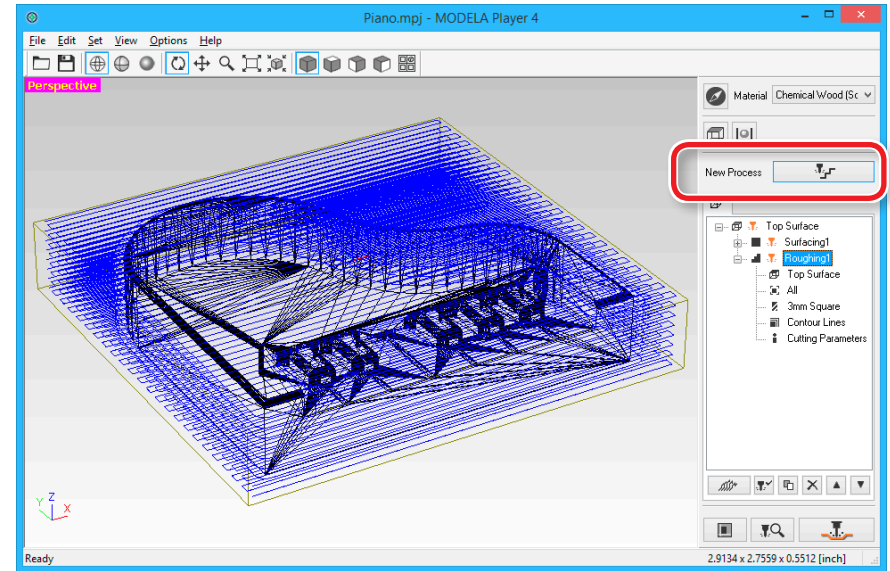 Piano.mpj - MODELA Player 4
File Edit Set View Options Help
Perspective
Material Chemical Wood (Sc
New Process
Top Surface
Surfacing1
Roughing1
Top Surface
All
3mm Square
Contour Lines
Cutting Parameters
Z
Y
X
Ready
2.9134 x 2.7559 x 0.5512 [inch]